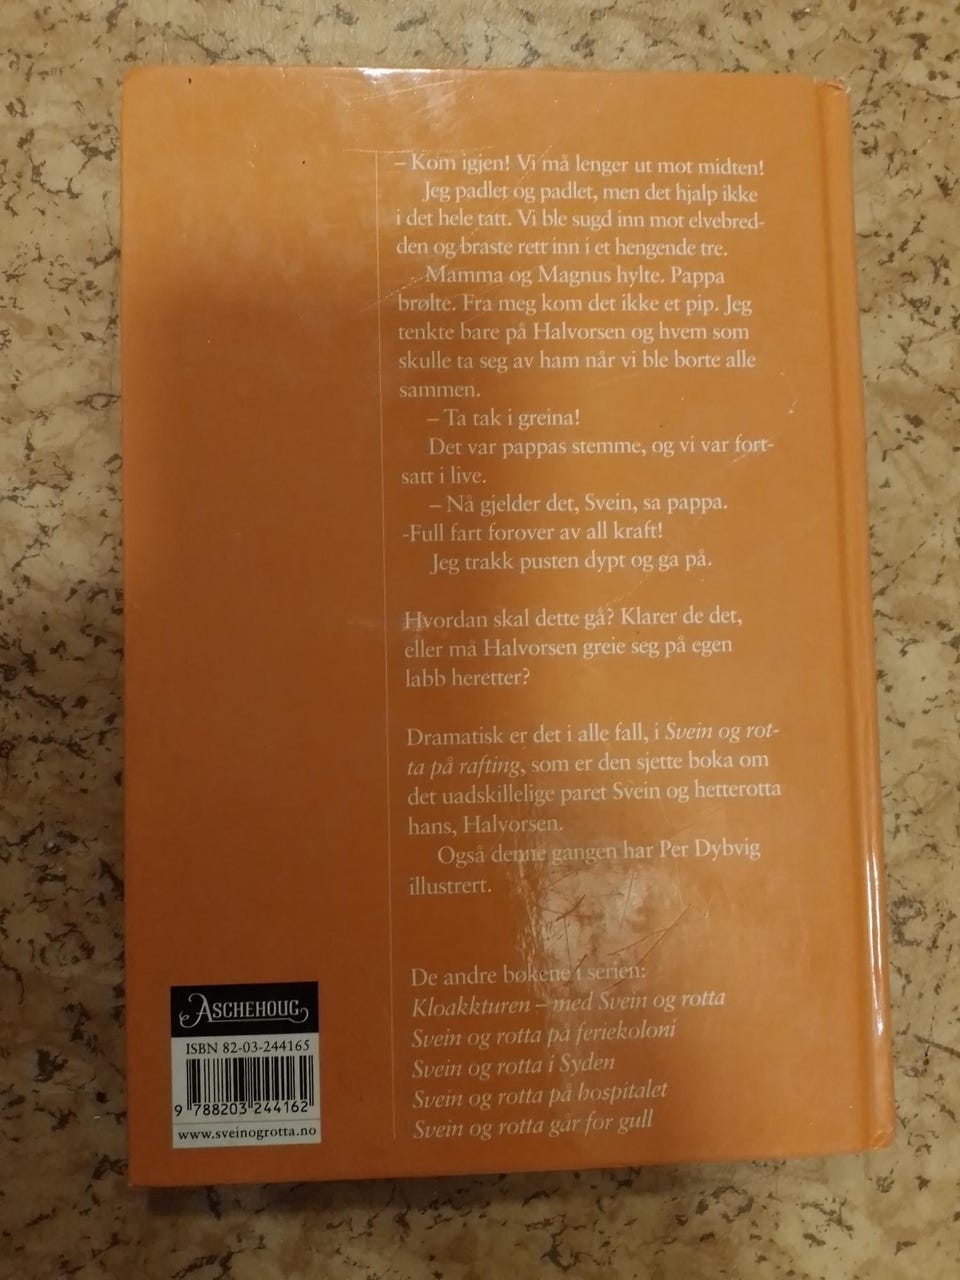 – Kom igjen! Vi må lenger ut mot midten!
Jeg padlet og padlet, men det hjalp ikke
i det hele tatt. Vi ble sugd inn mot elvebred-
den og braste rett inn i et hengende tre.
Mamma og Magnus hylte. Pappa
brølte. Fra meg kom det ikke et pip. Jeg
tenkte bare på Halvorsen og hvem som
skulle ta seg av ham når vi ble borte alle
sammen.
– Ta tak i greina!
Det var pappas stemme, og vi var fort-
satt i live.
– Nå gjelder det, Svein, sa pappa.
-Full fart forover av all kraft!
Jeg trakk pusten dypt og ga på.
Hvordan skal dette gå? Klarer de det,
eller må Halvorsen greie seg på egen
labb heretter?
Dramatisk er det i alle fall, i Svein og rot-
ta på rafting, som er den sjette boka om
det uadskillelige paret Svein og hetterotta
hans, Halvorsen.
Også denne gangen har Per Dybvig
illustrert.
De andre bøkene i serien:
Kloakkturen – med Svein og rotta
Svein og rotta på feriekoloni
Svein og rotta i Syden
Svein og rotta på hospitalet
Svein og rotta går for gull
ASCHEHOUG
ISBN 82-03-244165
9 788203 244162
www.sveinogrotta.no